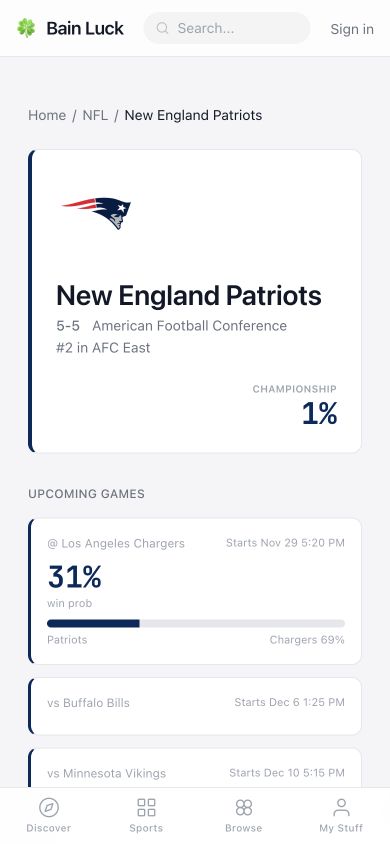 Bain Luck
Search...
Sign in
Home / NFL / New England Patriots
New England Patriots
5-5 American Football Conference
#2 in AFC East
CHAMPIONSHIP
1%
UPCOMING GAMES
@ Los Angeles Chargers Starts Nov 29 5:20 PM
31%
win prob
Patriots Chargers 69%
vs Buffalo Bills Starts Dec 6 1:25 PM
vs Minnesota Vikings Starts Dec 10 5:15 PM
Discover Sports Browse My Stuff